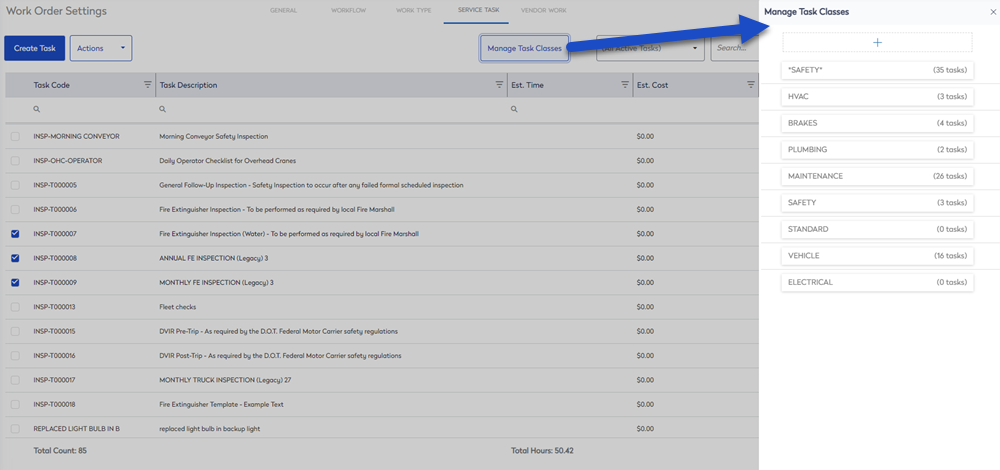 Work Order Settings
GENERAL WORKFLOW WORK TYPE SERVICE TASK VENDOR WORK
Create Task Actions Manage Task Classes (All Active Tasks) Search...
Task Code Task Description Est. Time Est. Cost
INSP-MORNING CONVEYOR Morning Conveyor Safety Inspection $0.00
INSP-OHC-OPERATOR Daily Operator Checklist for Overhead Cranes $0.00
INSP-T000005 General Follow-Up Inspection - Safety Inspection to occur after any failed formal scheduled inspection $0.00
INSP-T000006 Fire Extinguisher Inspection - To be performed as required by local Fire Marshall $0.00
INSP-T000007 Fire Extinguisher Inspection (Water) - To be performed as required by local Fire Marshall $0.00
INSP-T000008 ANNUAL FE INSPECTION (Legacy) 3 $0.00
INSP-T000009 MONTHLY FE INSPECTION (Legacy) 3 $0.00
INSP-T000013 Fleet checks $0.00
INSP-T000015 DVIR Pre-Trip - As required by the D.O.T. Federal Motor Carrier safety regulations $0.00
INSP-T000016 DVIR Post-Trip - As required by the D.O.T. Federal Motor Carrier safety regulations $0.00
INSP-T000017 MONTHLY TRUCK INSPECTION (Legacy) 27 $0.00
INSP-T000018 Fire Extinguisher Template - Example Text $0.00
REPLACED LIGHT BULB IN B replaced light bulb in backup light $0.00
Total Count: 85 Total Hours: 50.42
Manage Task Classes
*SAFETY* (35 tasks)
HVAC (3 tasks)
BRAKES (4 tasks)
PLUMBING (2 tasks)
MAINTENANCE (26 tasks)
SAFETY (3 tasks)
STANDARD (0 tasks)
VEHICLE (16 tasks)
ELECTRICAL (0 tasks)